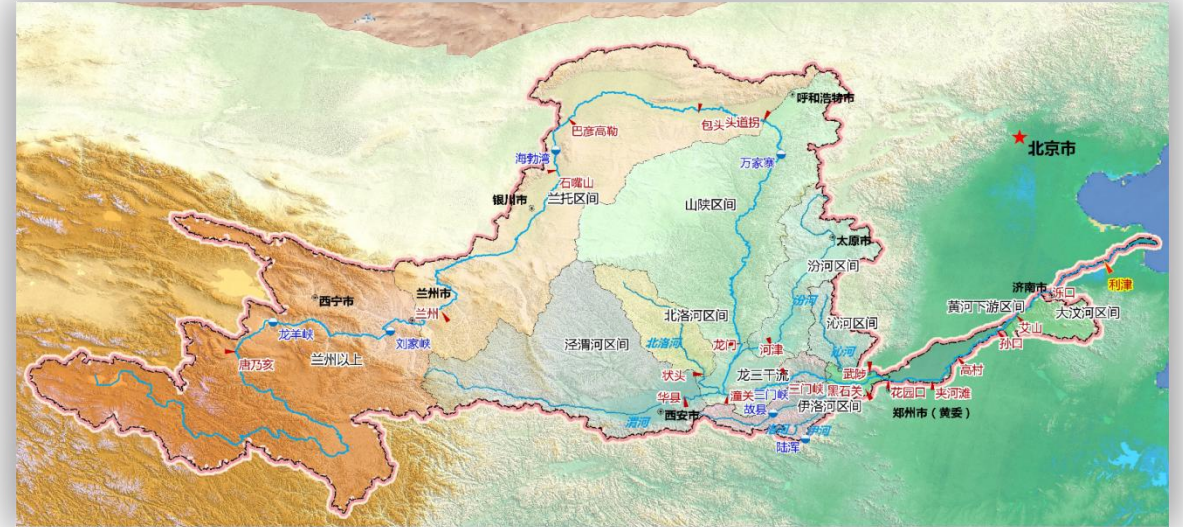 呼和浩特市
包头
头道拐
巴彦高勒
北京市
海勃湾
万家寨
石嘴山
银川市
兰托区间
山陕区间
太原市
汾河区间
西宁市
兰州市
兰州
利津
济南市
泺口
黄河下游区间
大汶河区间
汾河
北洛河区间
沁河区间
艾山
龙羊峡
刘家峡
兰州以上
泾渭河区间
北洛河
龙门
河津
沁河
孙口
唐乃亥
状头
龙三干流
武陟
高村
华县
潼关
三门峡
三门峡
黑石关
花园口
夹河滩
西安市
故县
伊洛河区间
郑州市（黄委）
渭河
伊河
陆浑